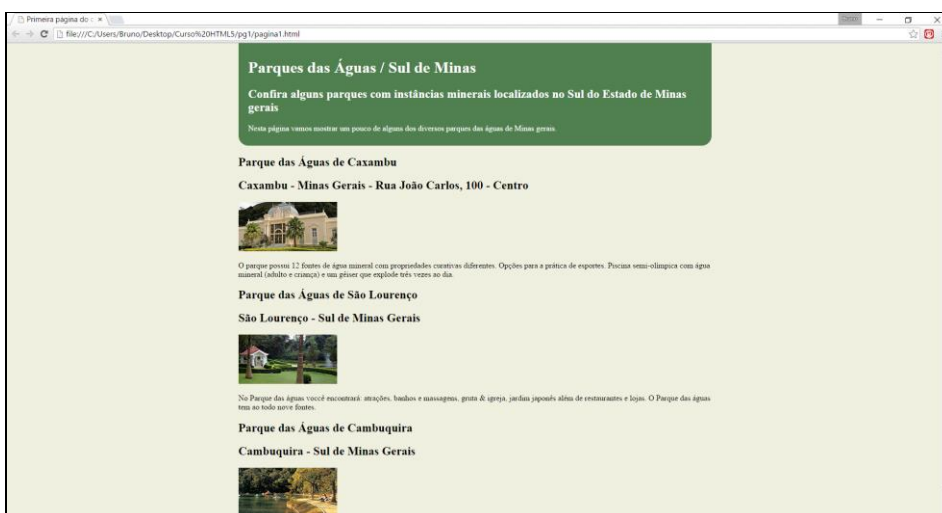 Primeira página do :
file:///C:/Users/Bruno/Desktop/Curso%20HTML5/pg1/pagina1.html
Parques das Águas / Sul de Minas
Confira alguns parques com instâncias minerais localizados no Sul do Estado de Minas
gerais
Nesta página vamos mostrar um pouco de alguns dos diversos parques das águas de Minas gerais.
Parque das Águas de Caxambu
Caxambu - Minas Gerais - Rua João Carlos, 100 - Centro
O parque possui 12 fontes de água mineral com propriedades curativas diferentes. Opções para a prática de esportes. Piscina semi-olímpica com água
mineral (adulto e criança) e um gêiser que explode três vezes ao dia.
Parque das Águas de São Lourenço
São Lourenço - Sul de Minas Gerais
No Parque das águas voccê encontrará: atrações, banhos e massagens, gruta & igreja, jardim japonês além de restaurantes e lojas. O Parque das águas
tem ao todo nove fontes.
Parque das Águas de Cambuquira
Cambuquira - Sul de Minas Gerais